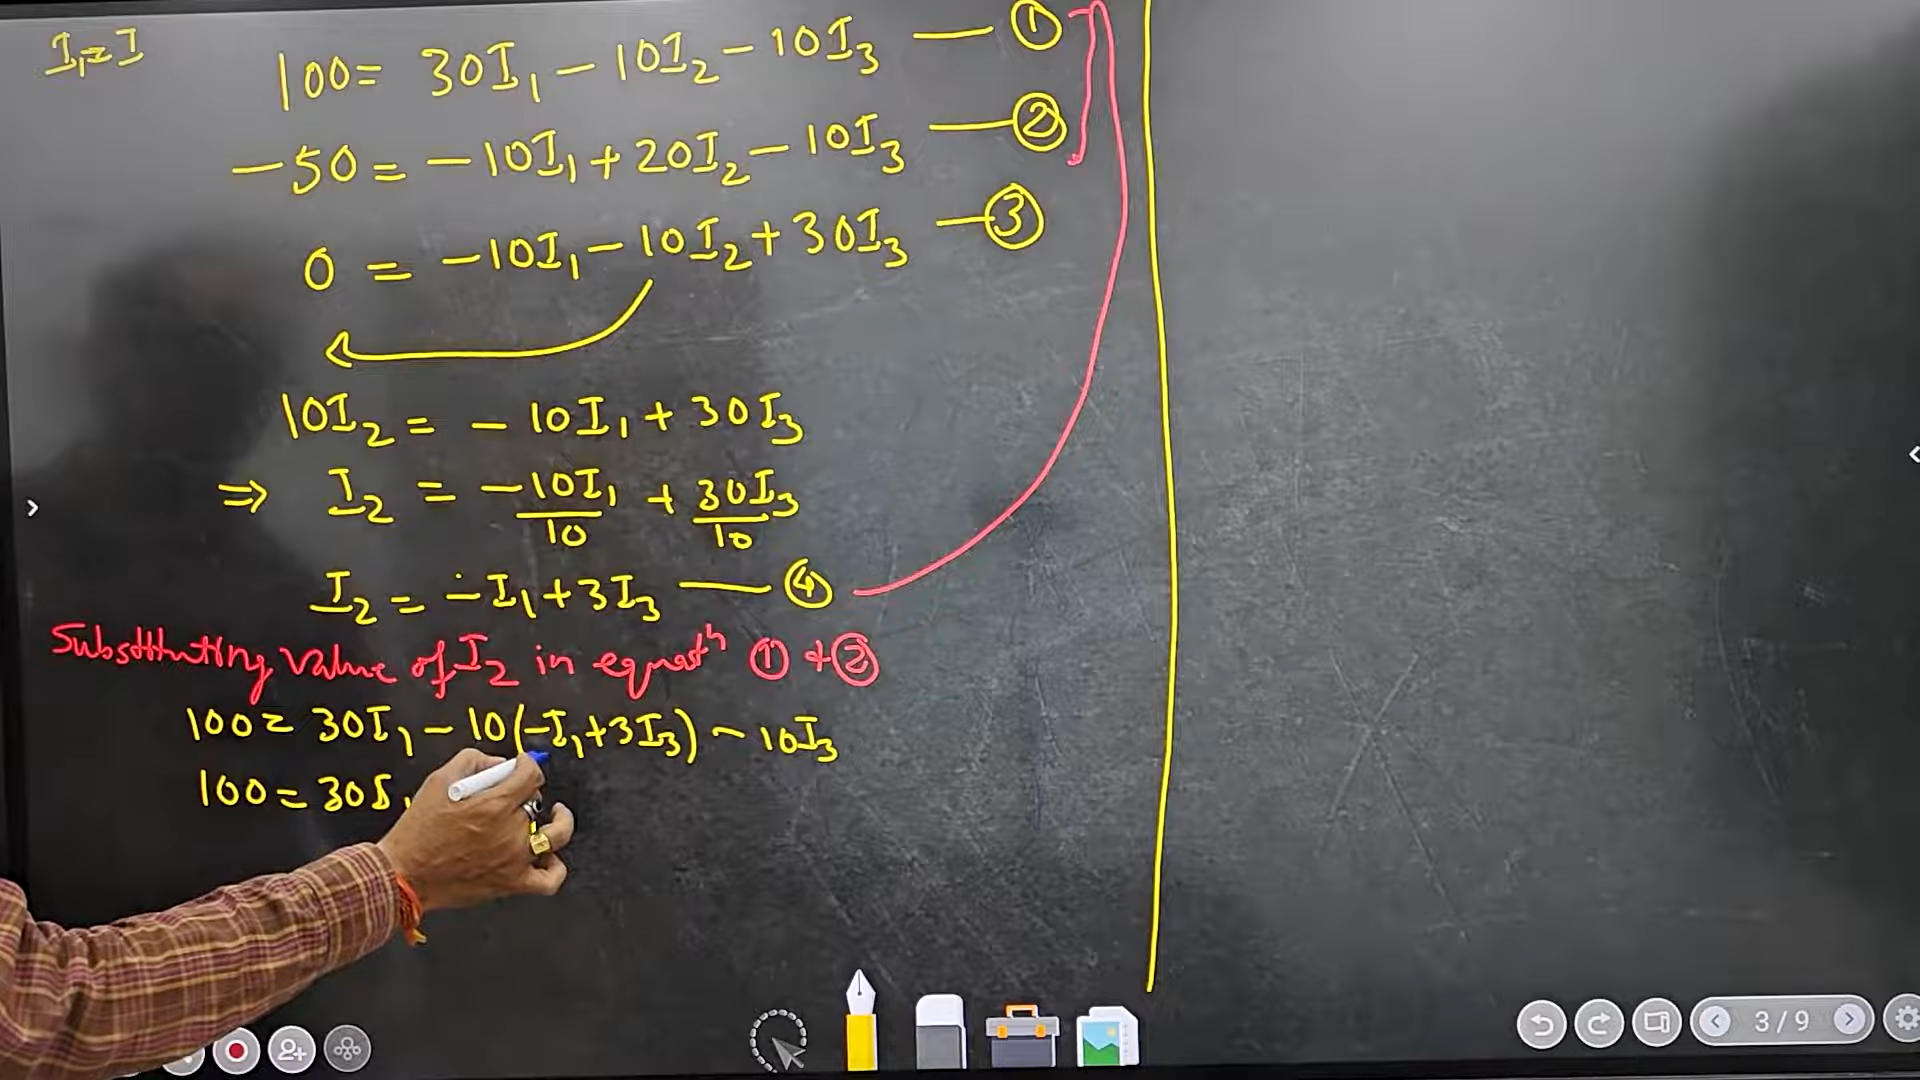 I₁ = I
100 = 30I₁ − 10I₂ − 10I₃ — ①
−50 = −10I₁ + 20I₂ − 10I₃ — ②
0 = −10I₁ − 10I₂ + 30I₃ — ③
10I₂ = −10I₁ + 30I₃
⇒ I₂ = −10I₁/10 + 30I₃/10
I₂ = −I₁ + 3I₃ — ④
Substituting value of I₂ in equatⁿ ① + ②
100 = 30I₁ − 10(−I₁ + 3I₃) − 10I₃
100 = 30I₁
3/9